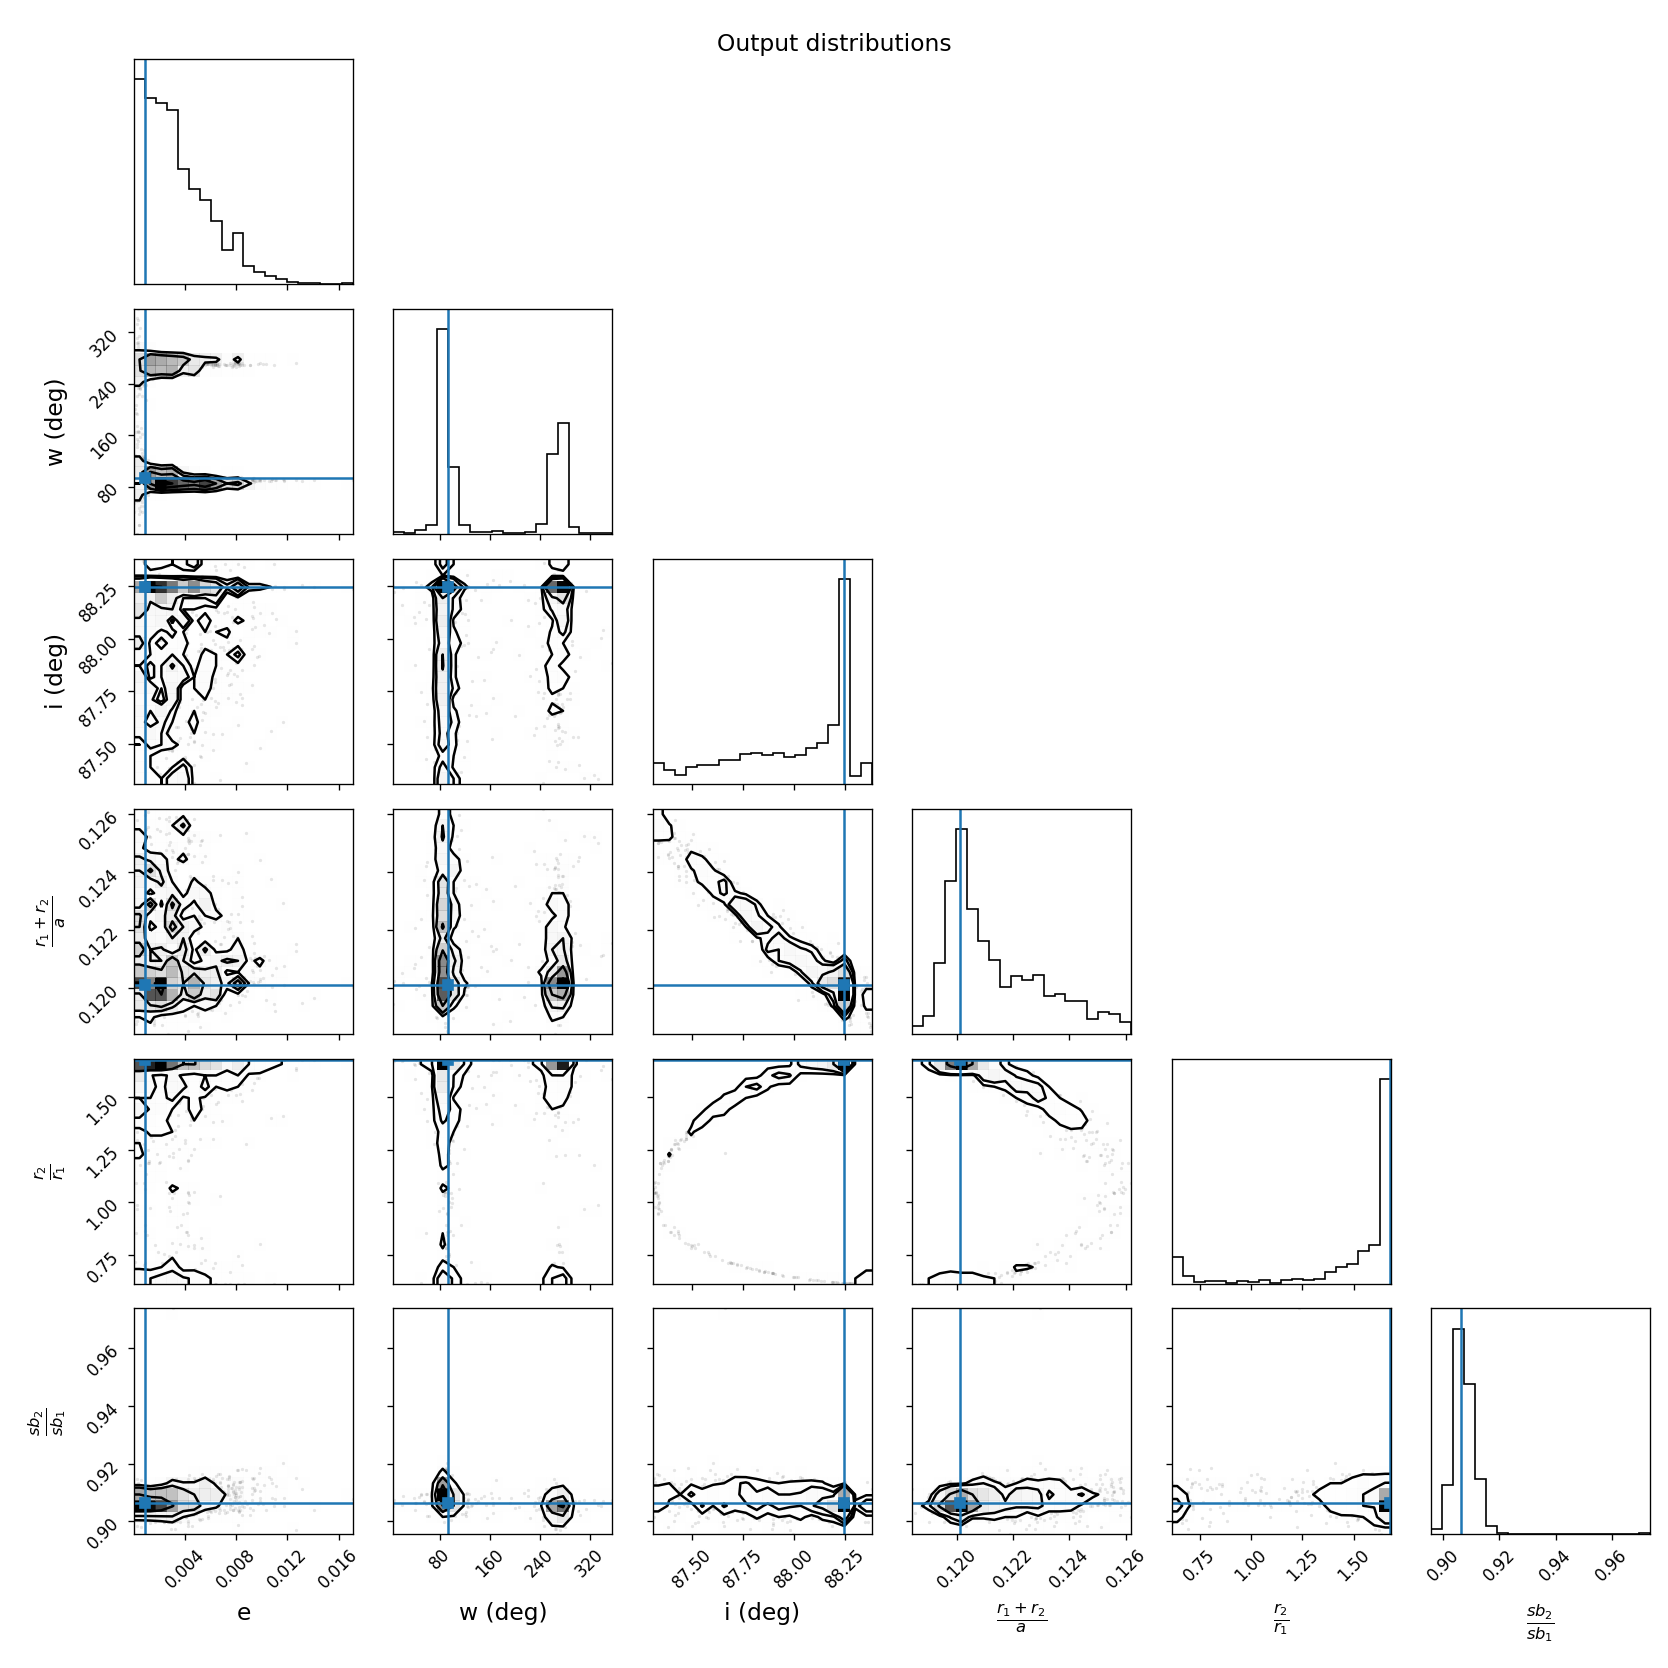 Output distributions
320
240
160
80
w (deg)
88.25
88.00
87.75
87.50
i (deg)
0.126
0.124
0.122
0.120
r₁ + r₂
a
1.50
1.25
1.00
0.75
r₂
r₁
0.96
0.94
0.92
0.90
sb₂
sb₁
0.004 0.008 0.012 0.016 80 160 240 320 87.50 87.75 88.00 88.25 0.120 0.122 0.124 0.126 0.75 1.00 1.25 1.50 0.90 0.92 0.94 0.96
e w (deg) i (deg)
r₁ + r₂ r₂ sb₂
a r₁ sb₁